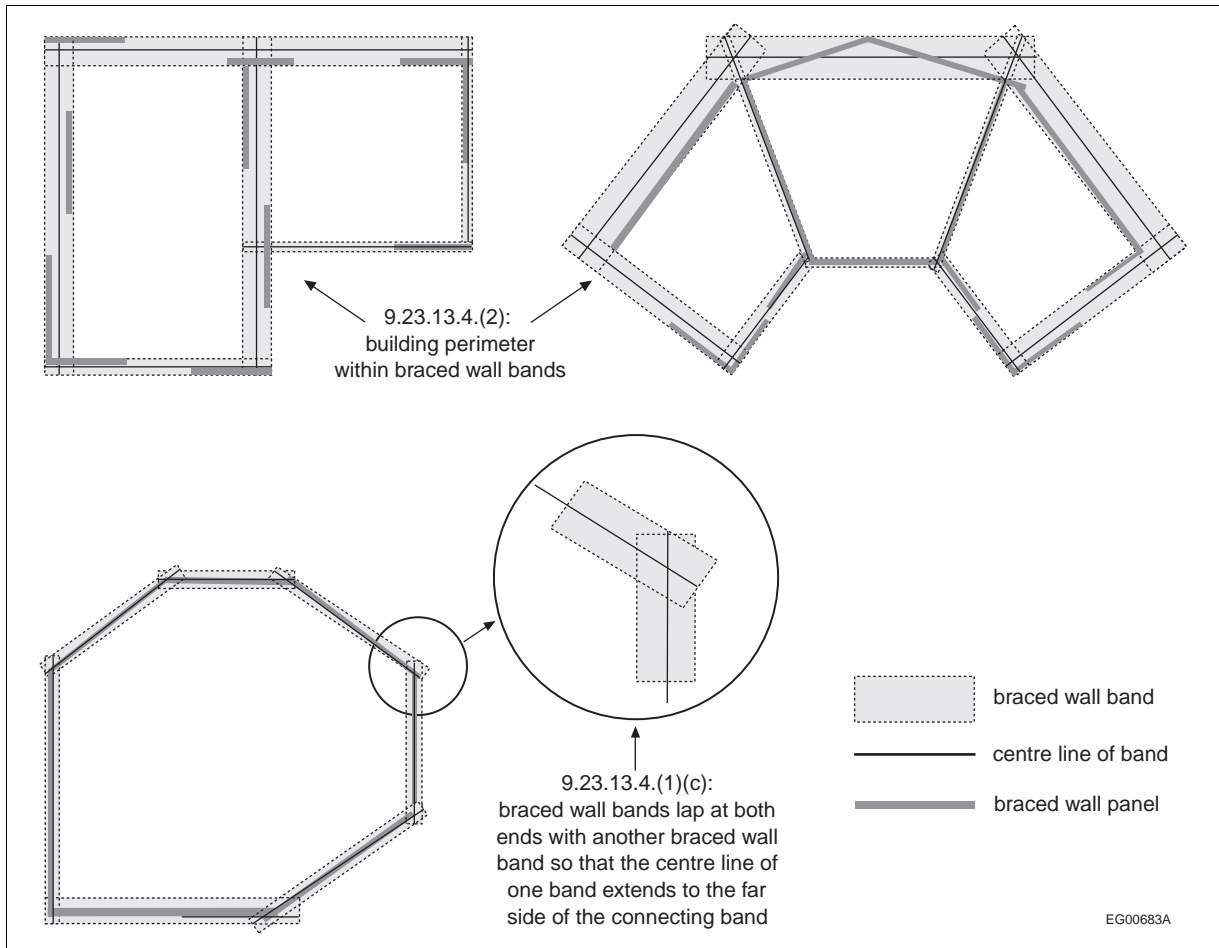 9.23.13.4.(2):
building perimeter
within braced wall bands
9.23.13.4.(1)(c):
braced wall bands lap at both
ends with another braced wall
band so that the centre line of
one band extends to the far
side of the connecting band
braced wall band
centre line of band
braced wall panel
EG00683A